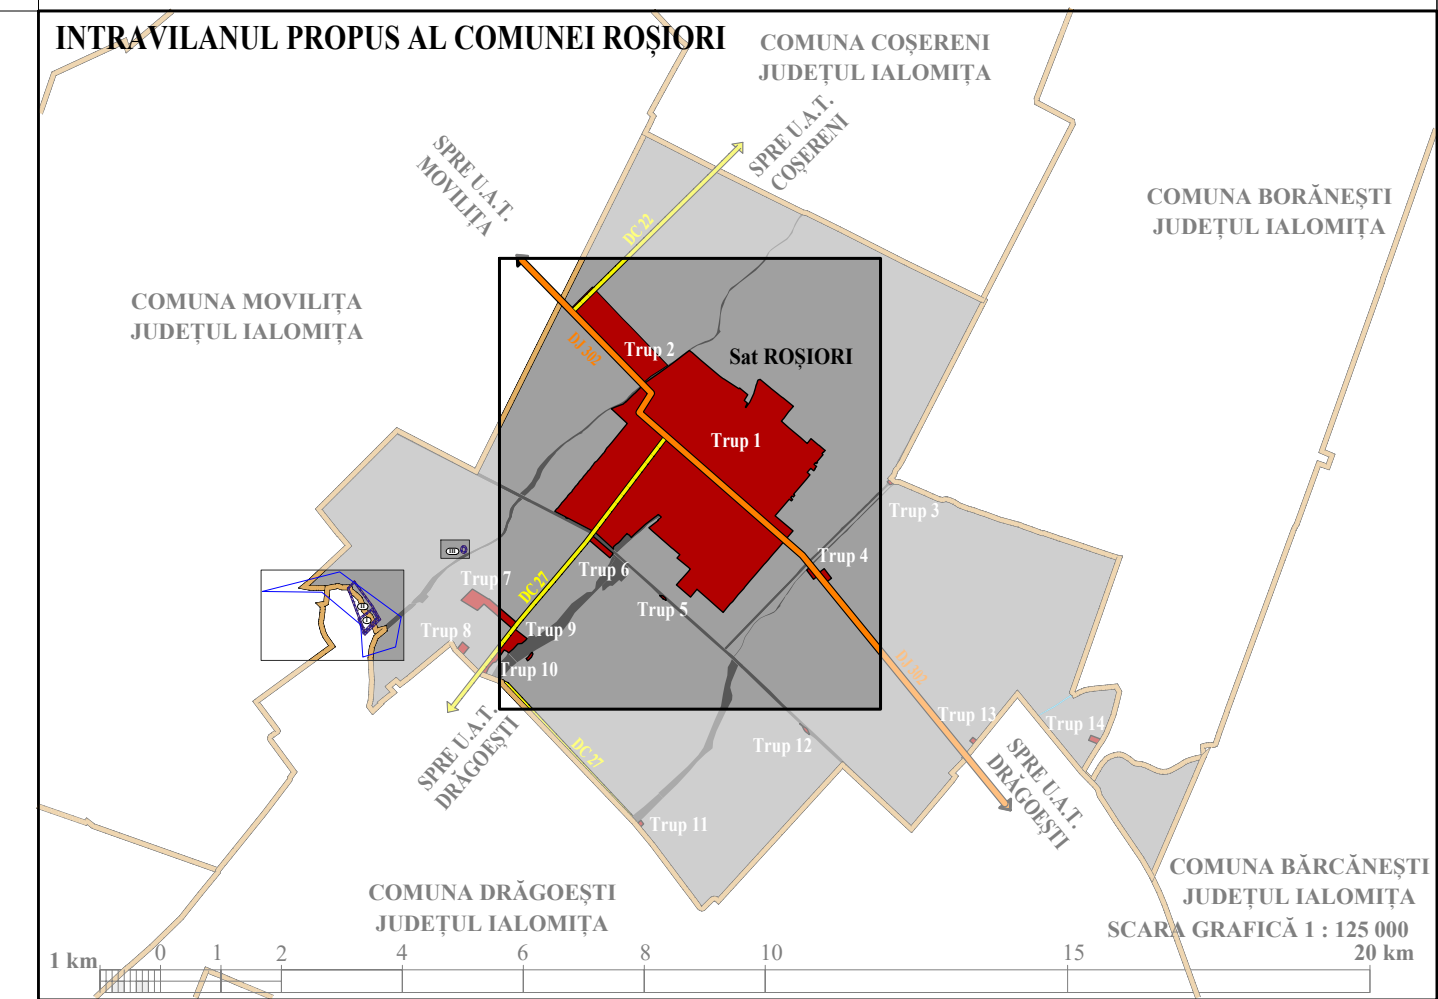 INTRAVILANUL PROPUS AL COMUNEI ROȘIORI
COMUNA COȘERENI
JUDEȚUL IALOMIȚA
SPRE U.A.T.
MOVILIȚA
SPRE U.A.T.
COȘERENI
COMUNA BORĂNEȘTI
JUDEȚUL IALOMIȚA
DC 22
COMUNA MOVILIȚA
JUDEȚUL IALOMIȚA
DJ 302
Trup 2
Sat ROȘIORI
Trup 1
Trup 3
Trup 4
Trup 6
Trup 7
DC 27
Trup 5
Trup 8
Trup 9
Trup 10
DJ 302
Trup 13
Trup 14
Trup 12
SPRE U.A.T.
DRĂGOEȘTI
DC 27
SPRE U.A.T.
DRĂGOEȘTI
Trup 11
COMUNA DRĂGOEȘTI
JUDEȚUL IALOMIȚA
COMUNA BĂRCĂNEȘTI
JUDEȚUL IALOMIȚA
SCARA GRAFICĂ 1 : 125 000
1 km 0 1 2 4 6 8 10 15 20 km